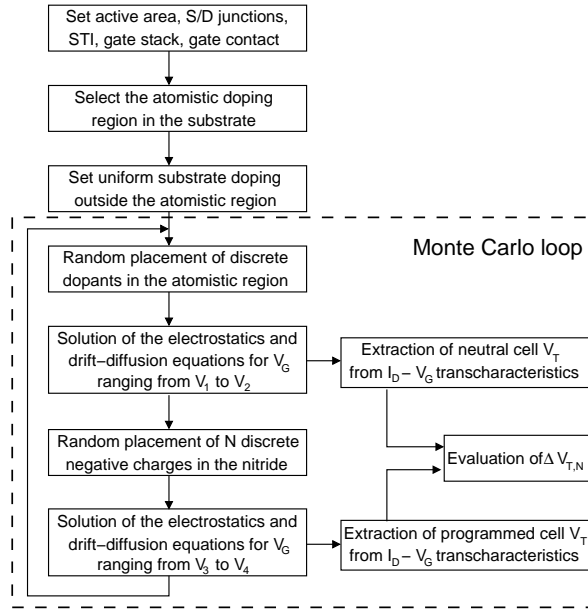 Set active area, S/D junctions,
STI, gate stack, gate contact
Select the atomistic doping
region in the substrate
Set uniform substrate doping
outside the atomistic region
Monte Carlo loop
Random placement of discrete
dopants in the atomistic region
Solution of the electrostatics and
drift−diffusion equations for V_G
ranging from V_1 to V_2
Extraction of neutral cell V_T
from I_D − V_G transcharacteristics
Random placement of N discrete
negative charges in the nitride
Evaluation of Δ V_T,N
Solution of the electrostatics and
drift−diffusion equations for V_G
ranging from V_3 to V_4
Extraction of programmed cell V_T
from I_D − V_G transcharacteristics